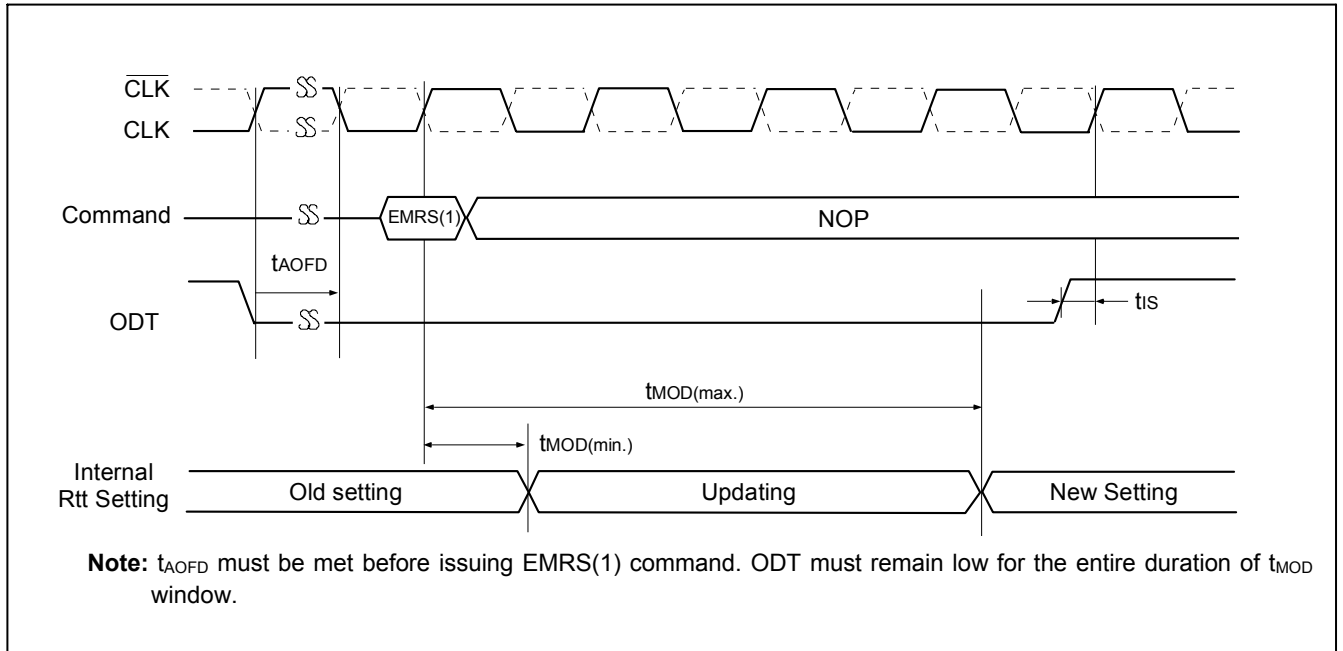 CLK
CLK
Command
EMRS(1)
NOP
tAOFD
ODT
tIS
tMOD(max.)
tMOD(min.)
Internal
Rtt Setting
Old setting
Updating
New Setting
Note: tAOFD must be met before issuing EMRS(1) command. ODT must remain low for the entire duration of tMOD
window.